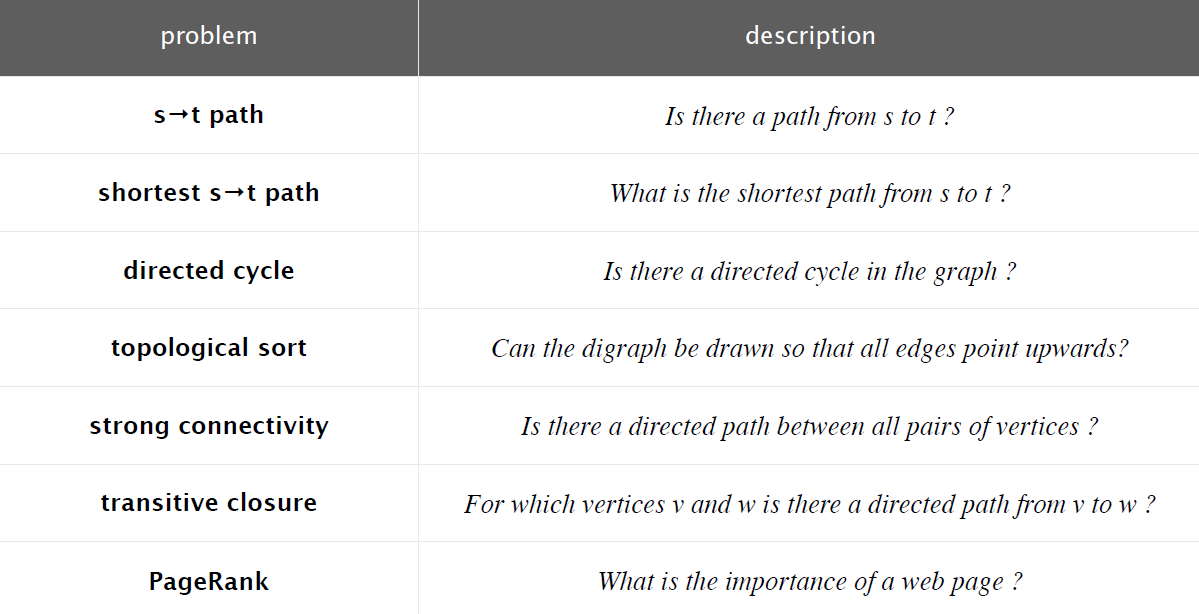 problem description
s→t path Is there a path from s to t ?
shortest s→t path What is the shortest path from s to t ?
directed cycle Is there a directed cycle in the graph ?
topological sort Can the digraph be drawn so that all edges point upwards?
strong connectivity Is there a directed path between all pairs of vertices ?
transitive closure For which vertices v and w is there a directed path from v to w ?
PageRank What is the importance of a web page ?